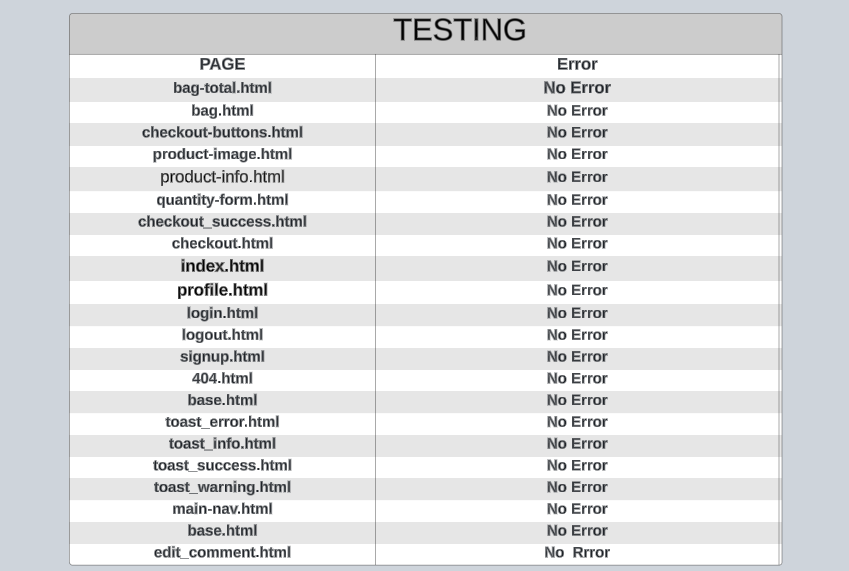 TESTING
PAGE Error
bag-total.html No Error
bag.html No Error
checkout-buttons.html No Error
product-image.html No Error
product-info.html No Error
quantity-form.html No Error
checkout_success.html No Error
checkout.html No Error
index.html No Error
profile.html No Error
login.html No Error
logout.html No Error
signup.html No Error
404.html No Error
base.html No Error
toast_error.html No Error
toast_info.html No Error
toast_success.html No Error
toast_warning.html No Error
main-nav.html No Error
base.html No Error
edit_comment.html No Rrror